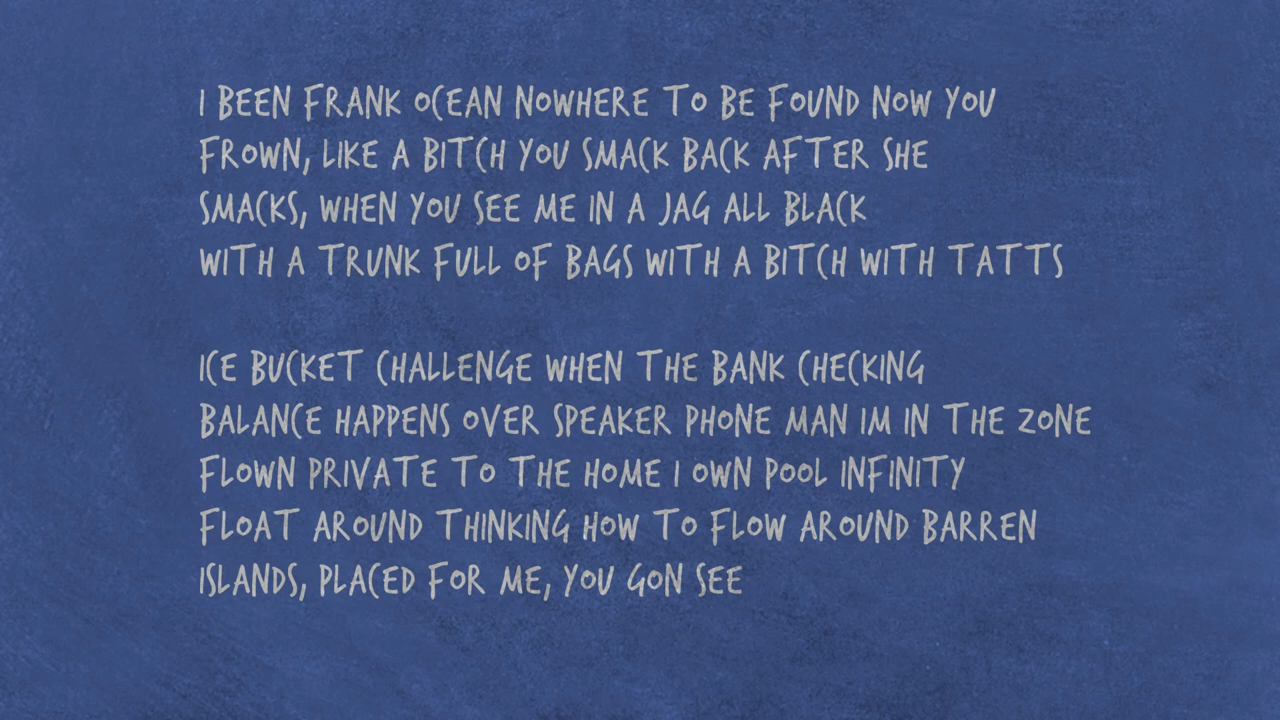 I BEEN FRANK OCEAN NOWHERE TO BE FOUND NOW YOU
FROWN, LIKE A BITCH YOU SMACK BACK AFTER SHE
SMACKS, WHEN YOU SEE ME IN A JAG ALL BLACK
WITH A TRUNK FULL OF BAGS WITH A BITCH WITH TATTS
ICE BUCKET CHALLENGE WHEN THE BANK CHECKING
BALANCE HAPPENS OVER SPEAKER PHONE MAN IM IN THE ZONE
FLOWN PRIVATE TO THE HOME I OWN POOL INFINITY
FLOAT AROUND THINKING HOW TO FLOW AROUND BARREN
ISLANDS, PLACED FOR ME, YOU GON SEE